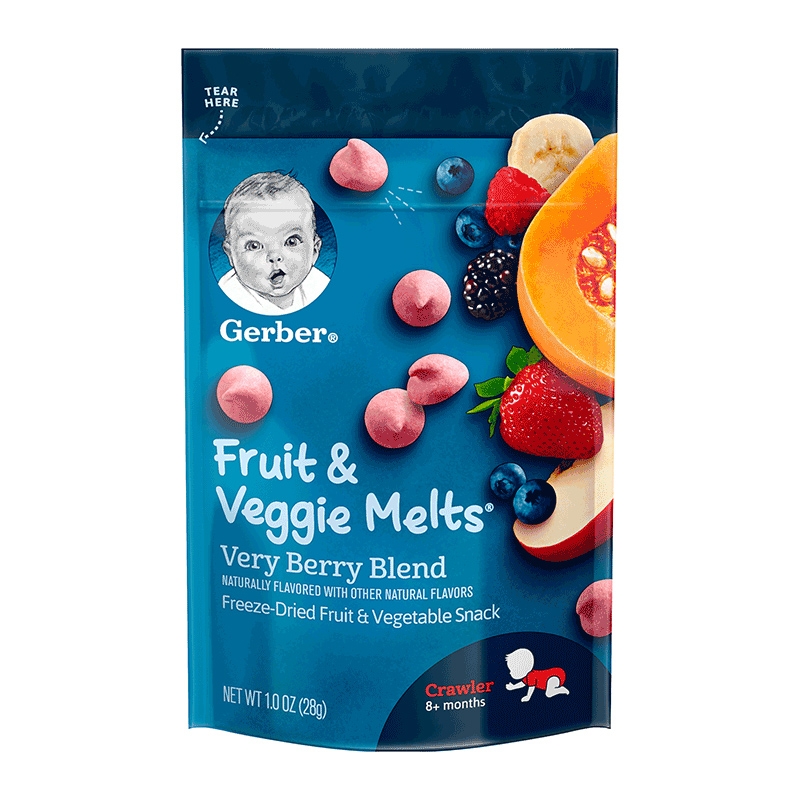 TEAR
HERE
Gerber®
Fruit &
Veggie Melts®
Very Berry Blend
NATURALLY FLAVORED WITH OTHER NATURAL FLAVORS
Freeze-Dried Fruit & Vegetable Snack
Crawler
8+ months
NET WT 1.0 OZ (28g)